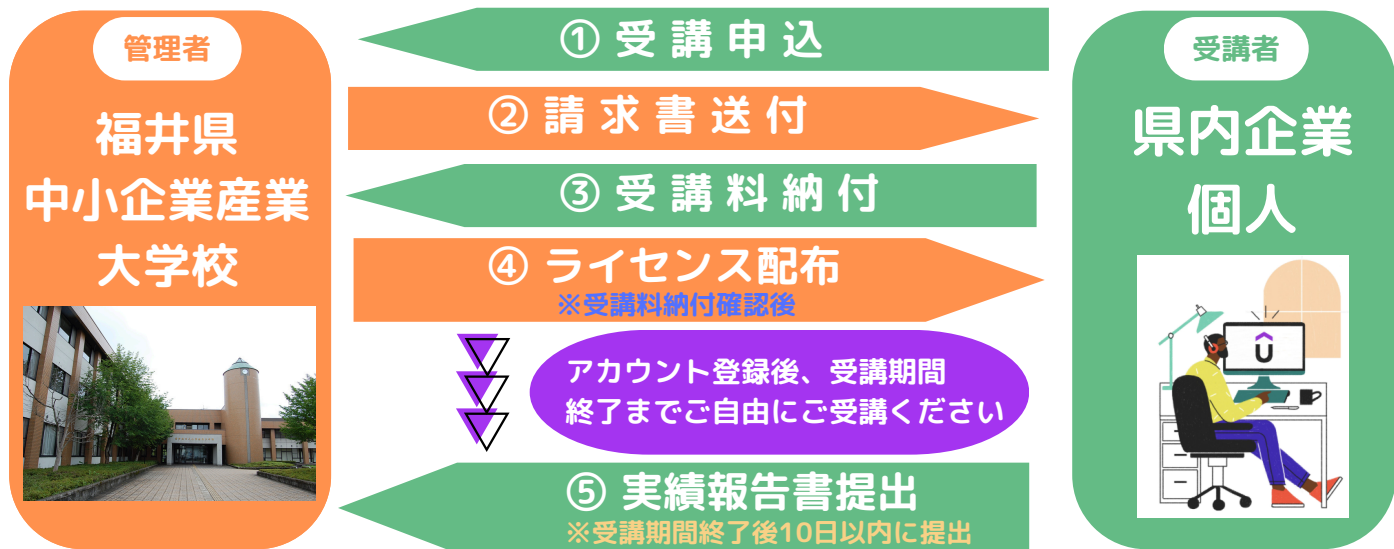 管理者
福井県
中小企業産業
大学校
① 受講申込
② 請求書送付
③ 受講料納付
④ ライセンス配布
※受講料納付確認後
アカウント登録後、受講期間
終了までご自由にご受講ください
⑤ 実績報告書提出
※受講期間終了後10日以内に提出
受講者
県内企業
個人